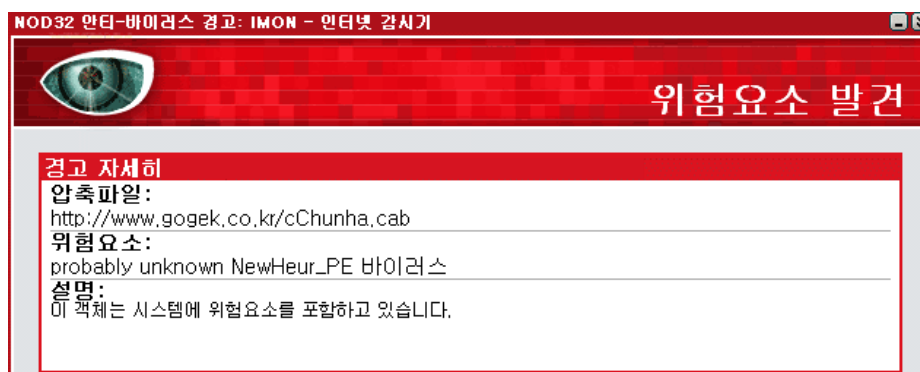 NOD32 안티-바이러스 경고: IMON - 인터넷 감시기
위험요소 발견
경고 자세히
압축파일:
http://www.gogek.co.kr/cChunha.cab
위험요소:
probably unknown NewHeur_PE 바이러스
설명:
이 객체는 시스템에 위험요소를 포함하고 있습니다.